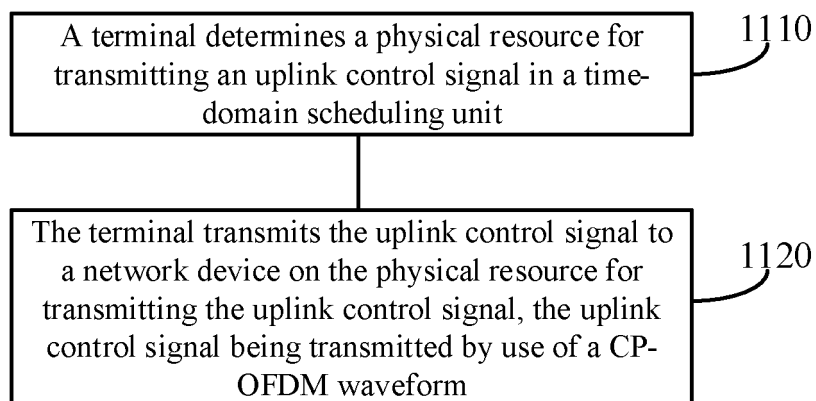 A terminal determines a physical resource for
transmitting an uplink control signal in a time-
domain scheduling unit
1110
The terminal transmits the uplink control signal to
a network device on the physical resource for
transmitting the uplink control signal, the uplink
control signal being transmitted by use of a CP-
OFDM waveform
1120